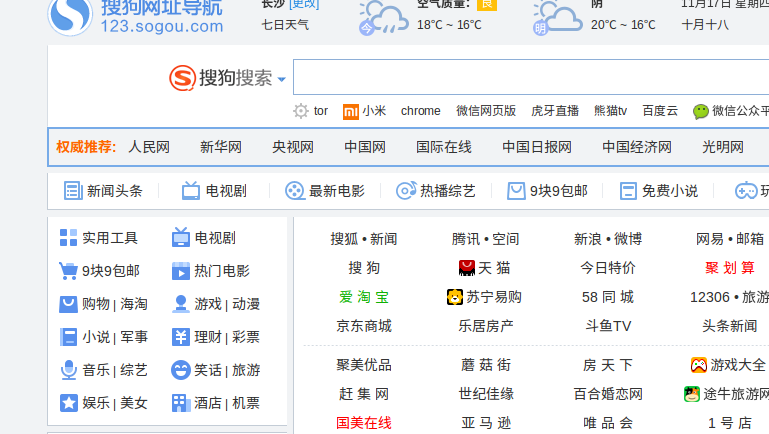 搜狗网址导航 长沙 [更改] 空气质量: 良 阴 11月17日 星期四
123.sogou.com 七日天气 今 18℃ ~ 16℃ 明 20℃ ~ 16℃ 十月十八
搜狗搜索
tor 小米 chrome 微信网页版 虎牙直播 熊猫tv 百度云 微信公众平
权威推荐: 人民网 新华网 央视网 中国网 国际在线 中国日报网 中国经济网 光明网
新闻头条 电视剧 最新电影 热播综艺 9块9包邮 免费小说 玩
实用工具 电视剧 搜狐 • 新闻 腾讯 • 空间 新浪 • 微博 网易 • 邮箱
9块9包邮 热门电影 搜 狗 天 猫 今日特价 聚 划 算
购物 | 海淘 游戏 | 动漫 爱 淘 宝 苏宁易购 58 同 城 12306 • 旅游
小说 | 军事 理财 | 彩票 京东商城 乐居房产 斗鱼TV 头条新闻
音乐 | 综艺 笑话 | 旅游 聚美优品 蘑 菇 街 房 天 下 游戏大全
娱乐 | 美女 酒店 | 机票 赶 集 网 世纪佳缘 百合婚恋网 途牛旅游网
国美在线 亚 马 逊 唯 品 会 1 号 店